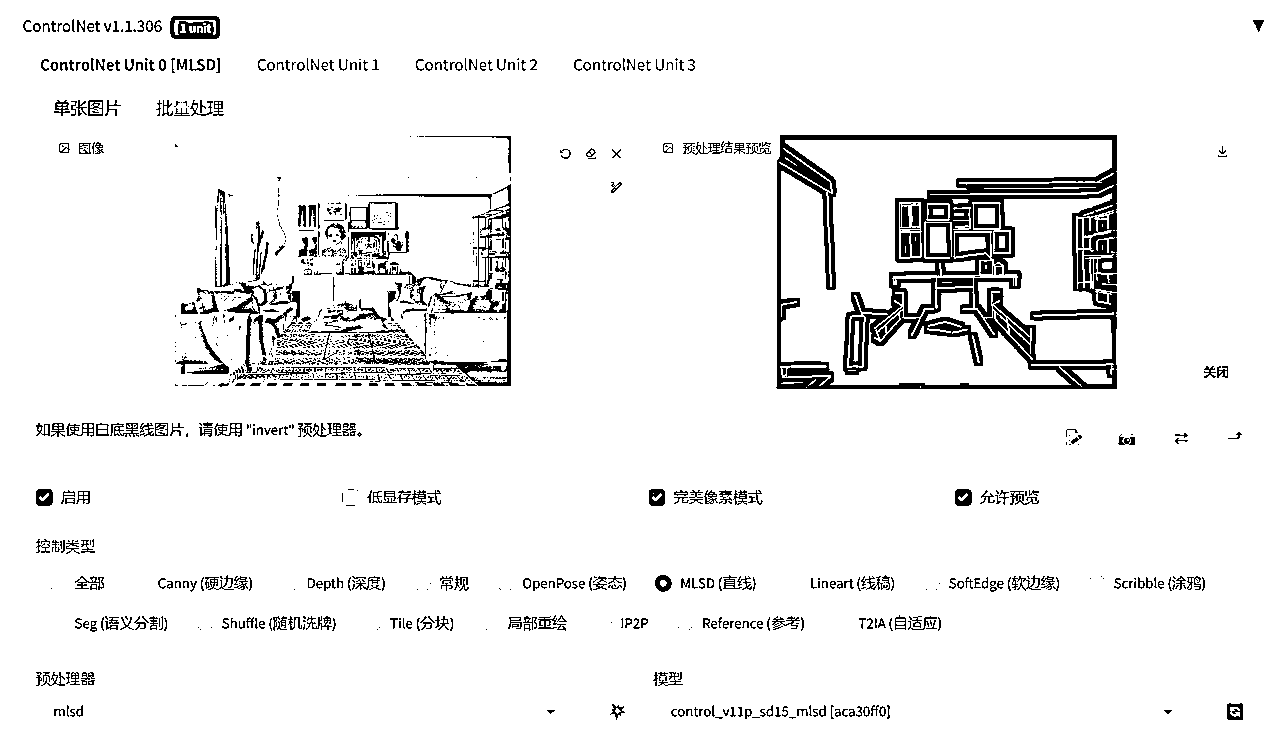 ControlNet v1.1.306 (1 unit)
ControlNet Unit 0 [MLSD] ControlNet Unit 1 ControlNet Unit 2 ControlNet Unit 3
单张图片 批量处理
图像 预处理结果预览
关闭
如果使用白底黑线图片，请使用 "invert" 预处理器。
启用 低显存模式 完美像素模式 允许预览
控制类型
全部 Canny (硬边缘) Depth (深度) 常规 OpenPose (姿态) MLSD (直线) Lineart (线稿) SoftEdge (软边缘) Scribble (涂鸦)
Seg (语义分割) Shuffle (随机洗牌) Tile (分块) 局部重绘 IP2P Reference (参考) T2IA (自适应)
预处理器 模型
mlsd control_v11p_sd15_mlsd [aca30ff0]